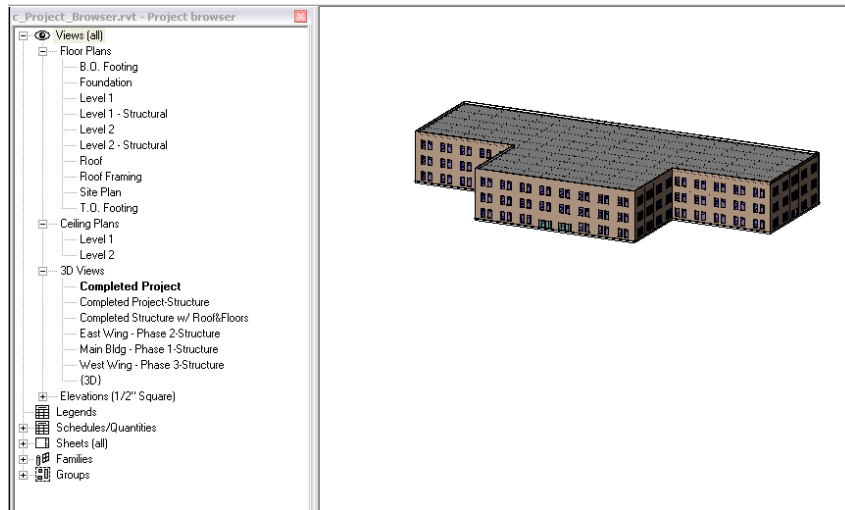 c_Project_Browser.rvt - Project browser
Views (all)
Floor Plans
B.O. Footing
Foundation
Level 1
Level 1 - Structural
Level 2
Level 2 - Structural
Roof
Roof Framing
Site Plan
T.O. Footing
Ceiling Plans
Level 1
Level 2
3D Views
Completed Project
Completed Project-Structure
Completed Structure w/ Roof&Floors
East Wing - Phase 2-Structure
Main Bldg - Phase 1-Structure
West Wing - Phase 3-Structure
{3D}
Elevations (1/2" Square)
Legends
Schedules/Quantities
Sheets (all)
Families
Groups